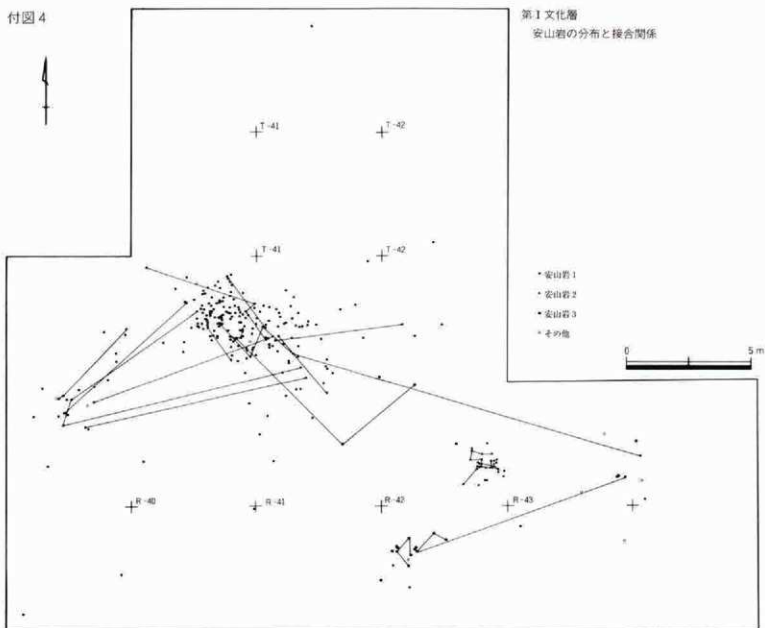 付図4
第I文化層
安山岩の分布と接合関係
T-41
T-42
T-41
T-42
安山岩1
安山岩2
安山岩3
その他
0 5m
R-40
R-41
R-42
R-43